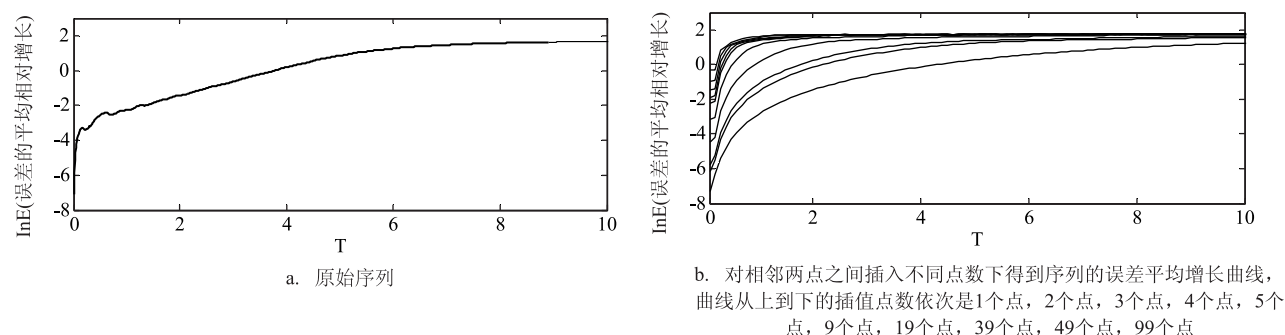 2
0
-2
-4
-6
-8
0 2 4 6 8 10
T
lnE(误差的平均相对增长)
a. 原始序列
2
0
-2
-4
-6
-8
0 2 4 6 8 10
T
lnE(误差的平均相对增长)
b. 对相邻两点之间插入不同点数下得到序列的误差平均增长曲线，
曲线从上到下的插值点数依次是1个点，2个点，3个点，4个点，5个
点，9个点，19个点，39个点，49个点，99个点